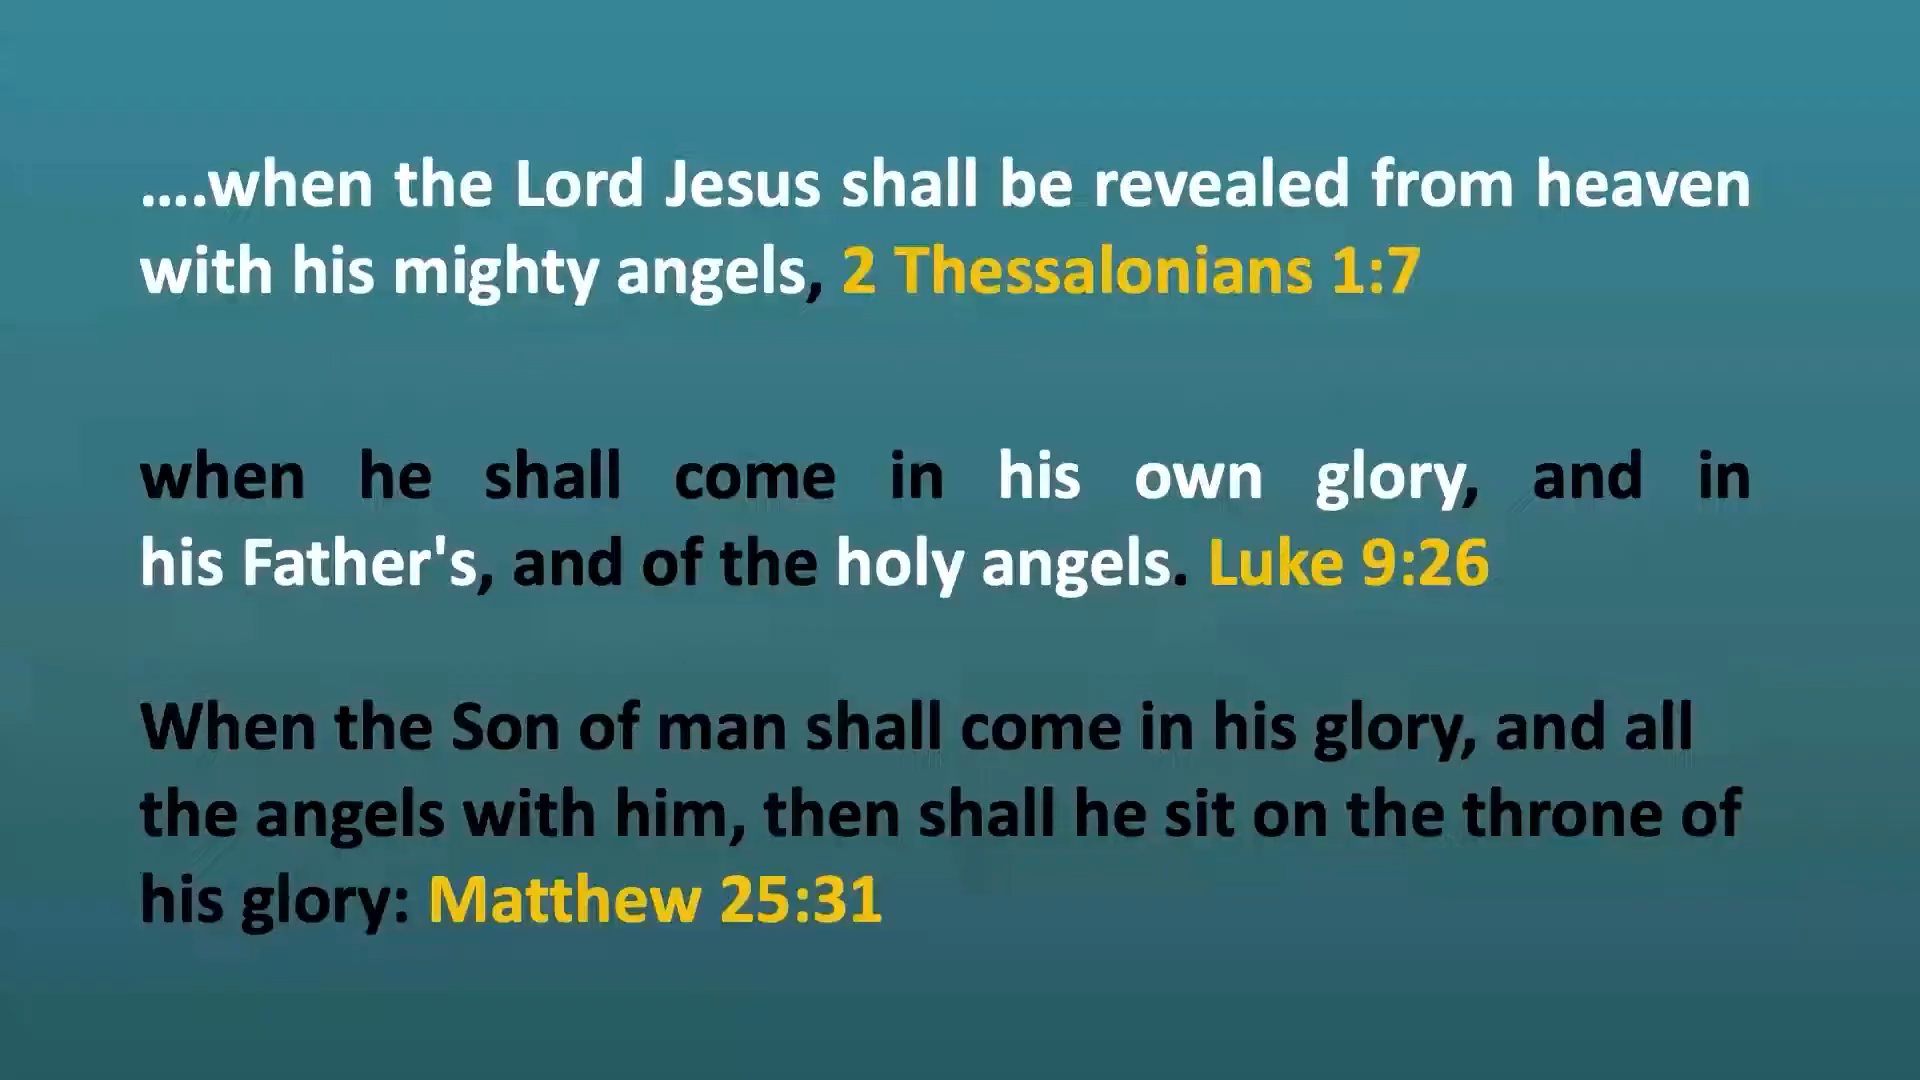 ....when the Lord Jesus shall be revealed from heaven
with his mighty angels, 2 Thessalonians 1:7
when he shall come in his own glory, and in
his Father's, and of the holy angels. Luke 9:26
When the Son of man shall come in his glory, and all
the angels with him, then shall he sit on the throne of
his glory: Matthew 25:31